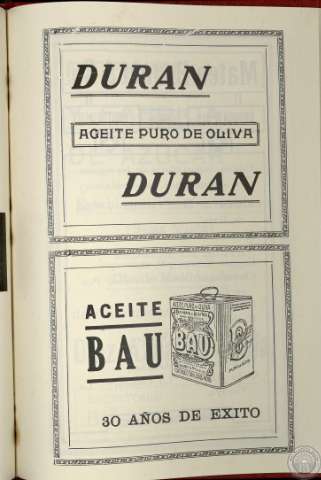 DURAN
ACEITE PURO DE OLIVA
DURAN
ACEITE
BAU
BAU
30 AÑOS DE EXITO